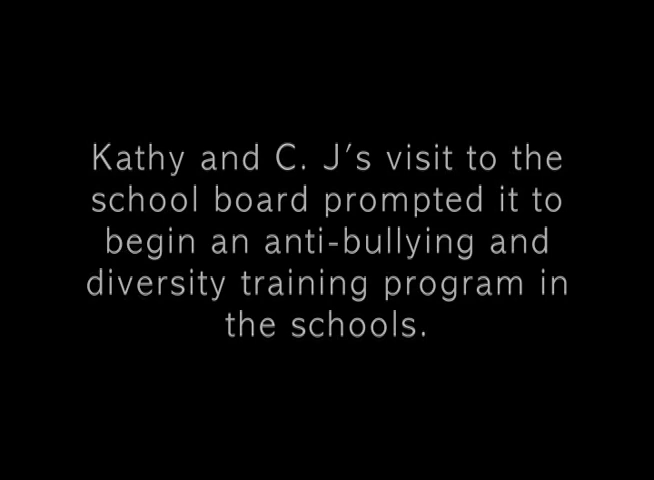 Kathy and C. J's visit to the
school board prompted it to
begin an anti-bullying and
diversity training program in
the schools.